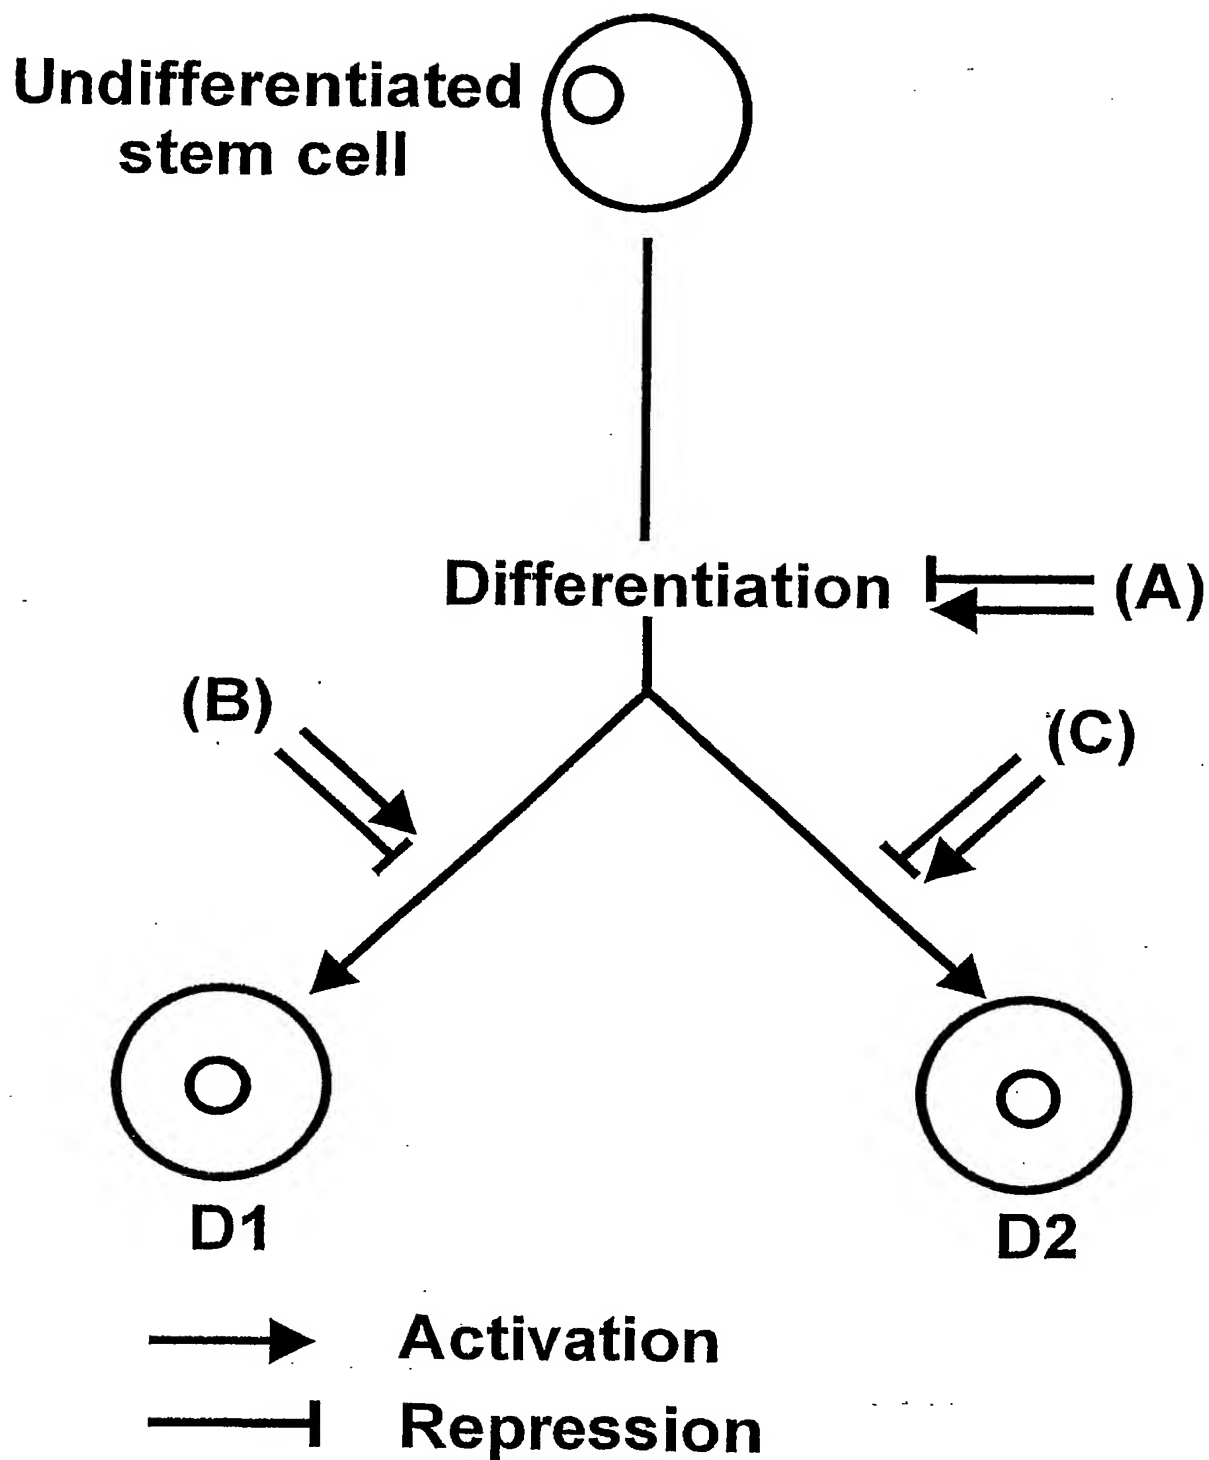 Undifferentiated
stem cell
Differentiation
(A)
(B)
(C)
D1
D2
Activation
Repression